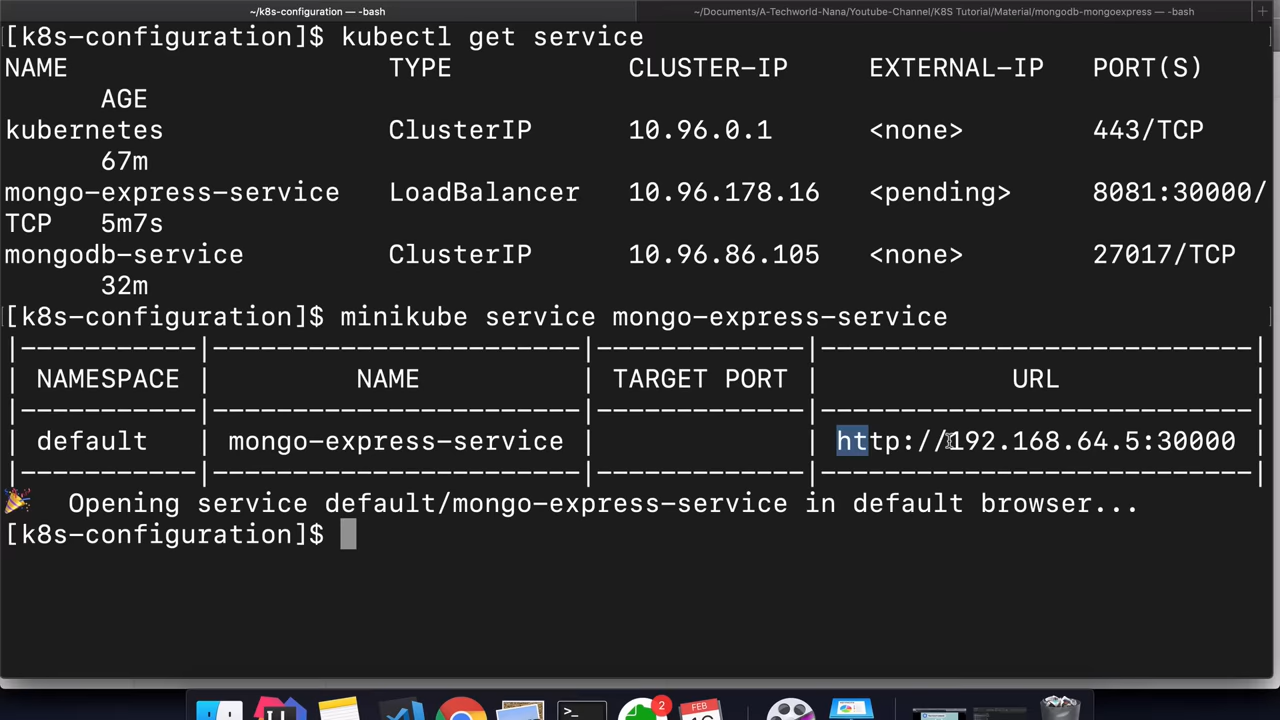 ~/k8s-configuration — -bash
~/Documents/A-Techworld-Nana/Youtube-Channel/K8S Tutorial/Material/mongodb-mongoexpress — -bash
[k8s-configuration]$ kubectl get service
NAME TYPE CLUSTER-IP EXTERNAL-IP PORT(S)
AGE
kubernetes ClusterIP 10.96.0.1 <none> 443/TCP
67m
mongo-express-service LoadBalancer 10.96.178.16 <pending> 8081:30000/
TCP 5m7s
mongodb-service ClusterIP 10.96.86.105 <none> 27017/TCP
32m
[k8s-configuration]$ minikube service mongo-express-service
|-----------|-----------------------|-------------|---------------------------|
| NAMESPACE | NAME | TARGET PORT | URL |
|-----------|-----------------------|-------------|---------------------------|
| default | mongo-express-service | | http://192.168.64.5:30000 |
|-----------|-----------------------|-------------|---------------------------|
🎉 Opening service default/mongo-express-service in default browser...
[k8s-configuration]$
2
FEB